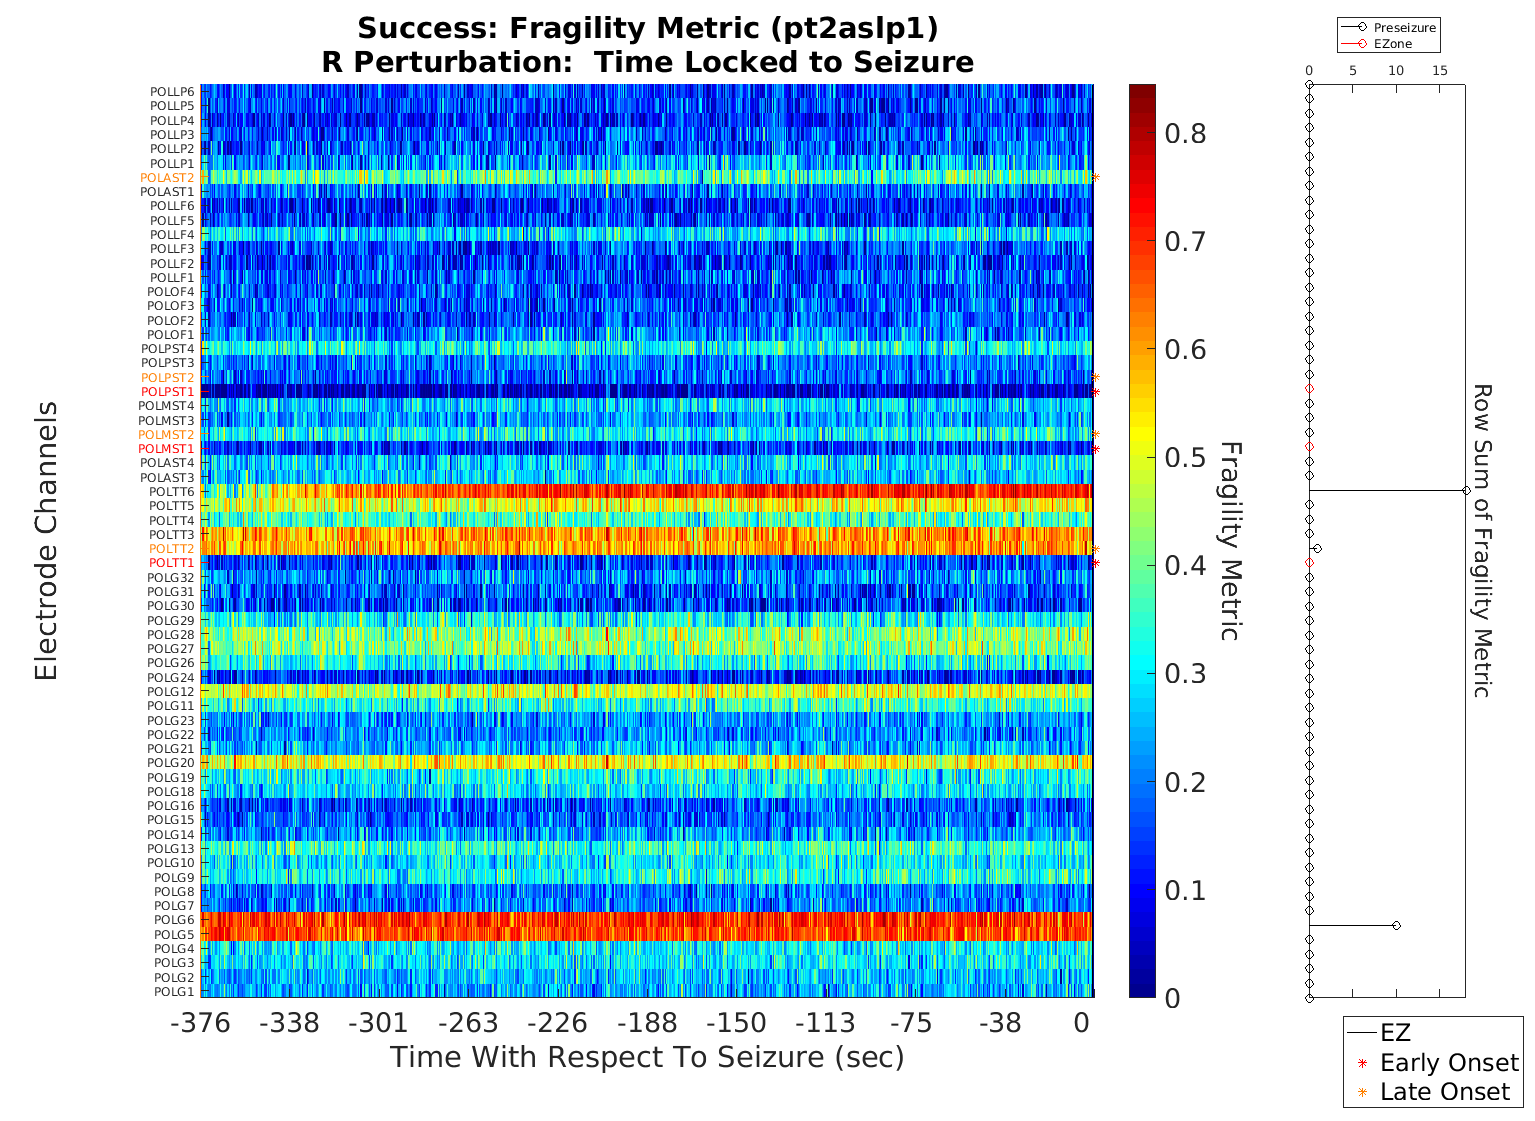 Success: Fragility Metric (pt2aslp1)
R Perturbation:  Time Locked to Seizure
Electrode Channels
POLLP6
POLLP5
POLLP4
POLLP3
POLLP2
POLLP1
POLAST2
POLAST1
POLLF6
POLLF5
POLLF4
POLLF3
POLLF2
POLLF1
POLOF4
POLOF3
POLOF2
POLOF1
POLPST4
POLPST3
POLPST2
POLPST1
POLMST4
POLMST3
POLMST2
POLMST1
POLAST4
POLAST3
POLTT6
POLTT5
POLTT4
POLTT3
POLTT2
POLTT1
POLG32
POLG31
POLG30
POLG29
POLG28
POLG27
POLG26
POLG24
POLG12
POLG11
POLG23
POLG22
POLG21
POLG20
POLG19
POLG18
POLG16
POLG15
POLG14
POLG13
POLG10
POLG9
POLG8
POLG7
POLG6
POLG5
POLG4
POLG3
POLG2
POLG1
-376 -338 -301 -263 -226 -188 -150 -113 -75 -38 0
Time With Respect To Seizure (sec)
0.8
0.7
0.6
0.5
0.4
0.3
0.2
0.1
0
Fragility Metric
Preseizure
EZone
0 5 10 15
Row Sum of Fragility Metric
EZ
Early Onset
Late Onset